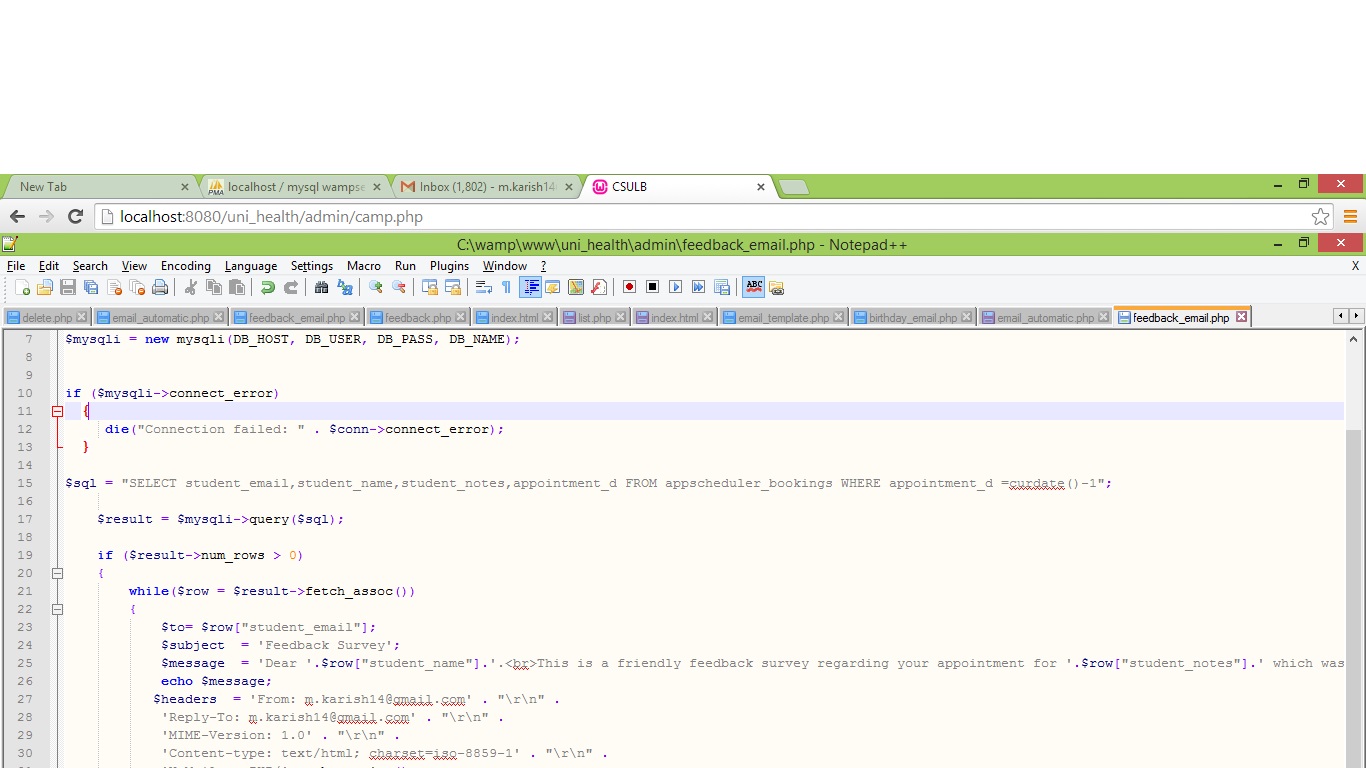 New Tab
localhost / mysql wampse
Inbox (1,802) - m.karish14
CSULB
localhost:8080/uni_health/admin/camp.php
C:\wamp\www\uni_health\admin\feedback_email.php - Notepad++
File Edit Search View Encoding Language Settings Macro Run Plugins Window ? X
ABC
delete.php email_automatic.php feedback_email.php feedback.php index.html list.php index.html email_template.php birthday_email.php email_automatic.php feedback_email.php
7 $mysqli = new mysqli(DB_HOST, DB_USER, DB_PASS, DB_NAME);
8
9
10 if ($mysqli->connect_error)
11 {
12 die("Connection failed: " . $conn->connect_error);
13 }
14
15 $sql = "SELECT student_email,student_name,student_notes,appointment_d FROM appscheduler_bookings WHERE appointment_d =curdate()-1";
16
17 $result = $mysqli->query($sql);
18
19 if ($result->num_rows > 0)
20 {
21 while($row = $result->fetch_assoc())
22 {
23 $to= $row["student_email"];
24 $subject = 'Feedback Survey';
25 $message = 'Dear '.$row["student_name"].'.<br>This is a friendly feedback survey regarding your appointment for '.$row["student_notes"].' which was
26 echo $message;
27 $headers = 'From: m.karish14@gmail.com' . "\r\n" .
28 'Reply-To: m.karish14@gmail.com' . "\r\n" .
29 'MIME-Version: 1.0' . "\r\n" .
30 'Content-type: text/html; charset=iso-8859-1' . "\r\n" .